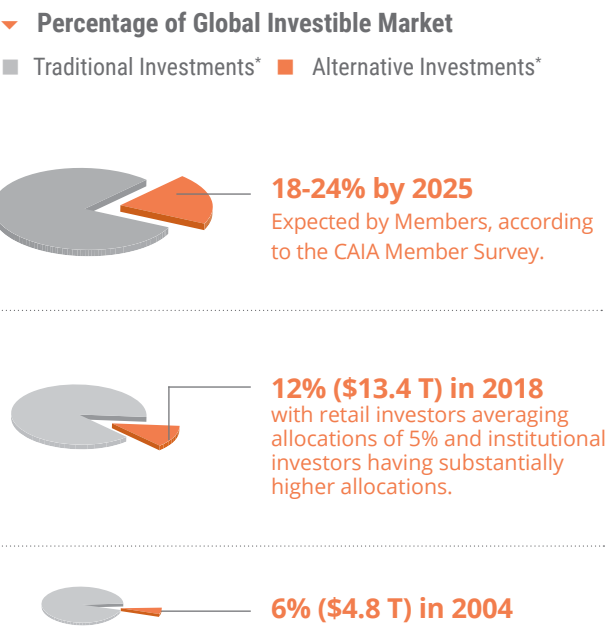 Percentage of Global Investible Market
Traditional Investments* Alternative Investments*
18-24% by 2025
Expected by Members, according
to the CAIA Member Survey.
12% ($13.4 T) in 2018
with retail investors averaging
allocations of 5% and institutional
investors having substantially
higher allocations.
6% ($4.8 T) in 2004